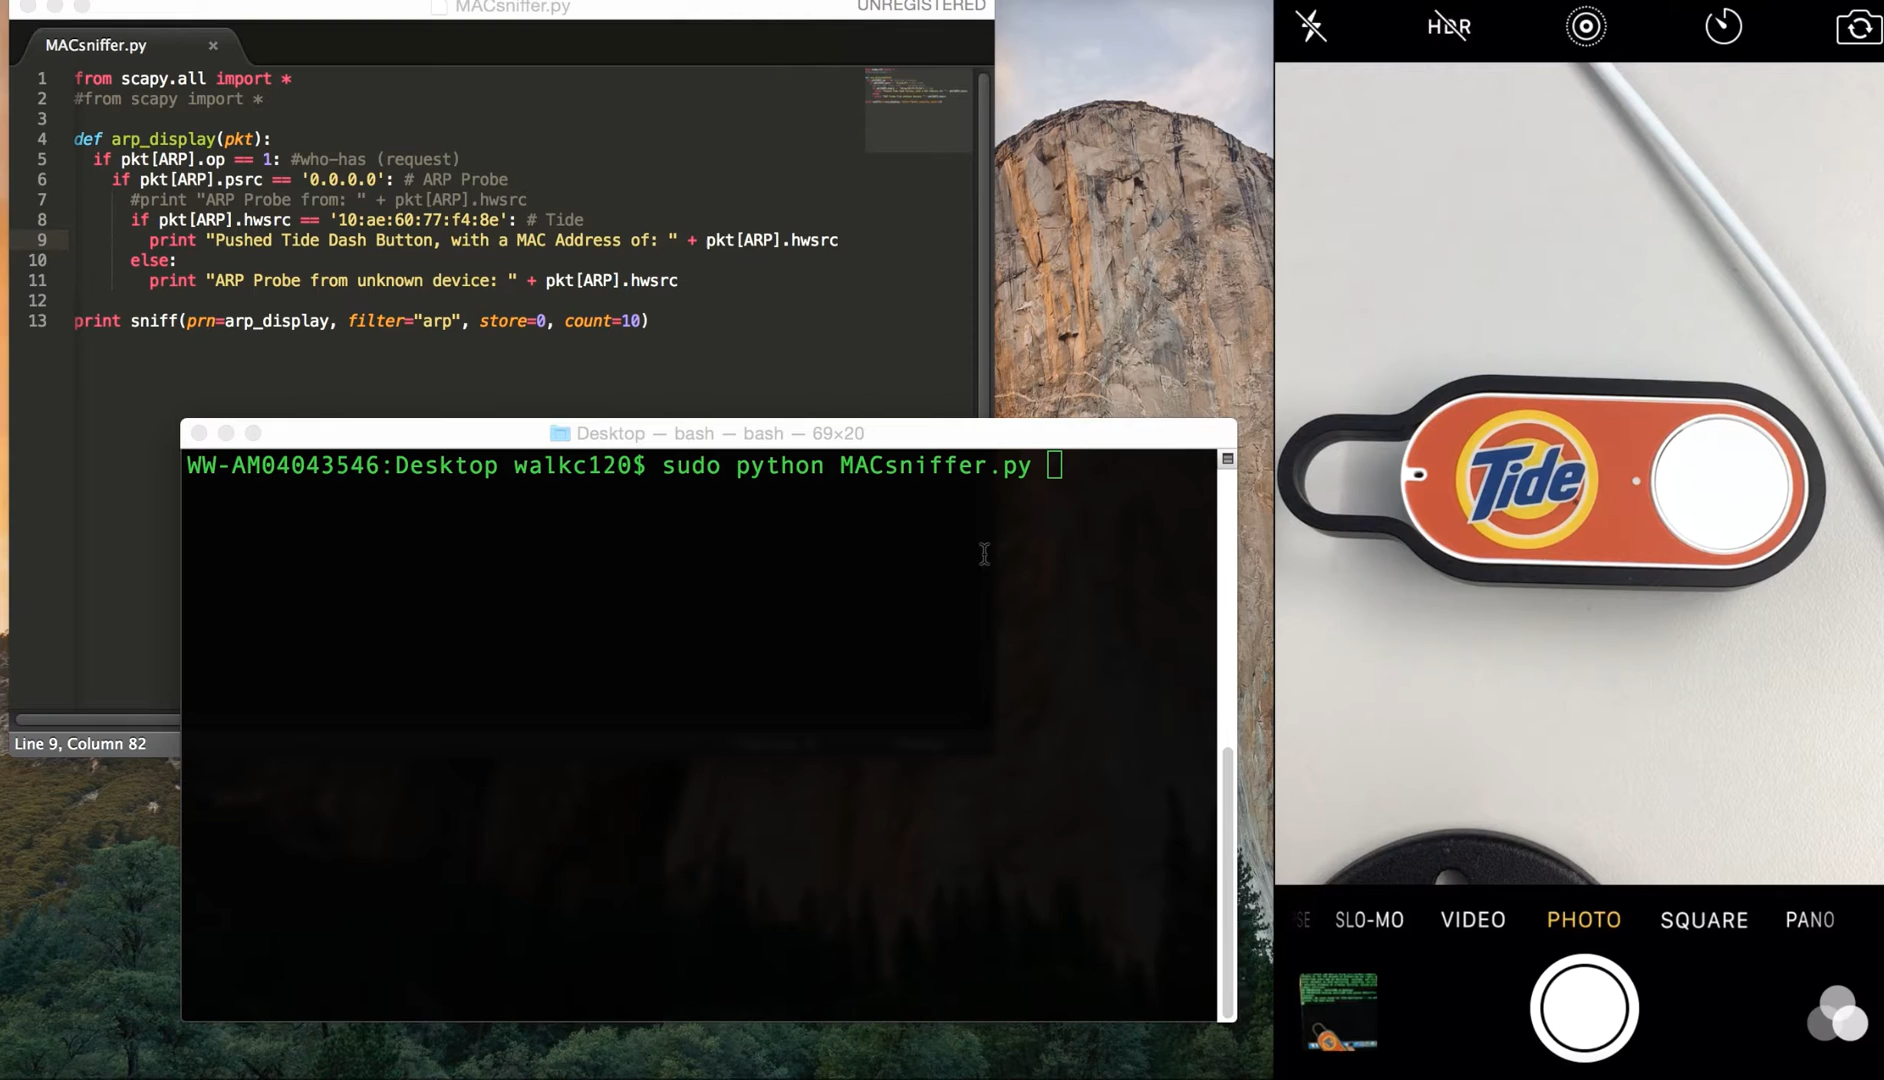 MACsniffer.py
UNREGISTERED
MACsniffer.py ×
1 from scapy.all import *
2 #from scapy import *
3
4 def arp_display(pkt):
5 if pkt[ARP].op == 1: #who-has (request)
6 if pkt[ARP].psrc == '0.0.0.0': # ARP Probe
7 #print "ARP Probe from: " + pkt[ARP].hwsrc
8 if pkt[ARP].hwsrc == '10:ae:60:77:f4:8e': # Tide
9 print "Pushed Tide Dash Button, with a MAC Address of: " + pkt[ARP].hwsrc
10 else:
11 print "ARP Probe from unknown device: " + pkt[ARP].hwsrc
12
13 print sniff(prn=arp_display, filter="arp", store=0, count=10)
Line 9, Column 82
Desktop — bash — bash — 69×20
WW-AM04043546:Desktop walkc120$ sudo python MACsniffer.py
HDR
Tide
SLO-MO VIDEO PHOTO SQUARE PANO